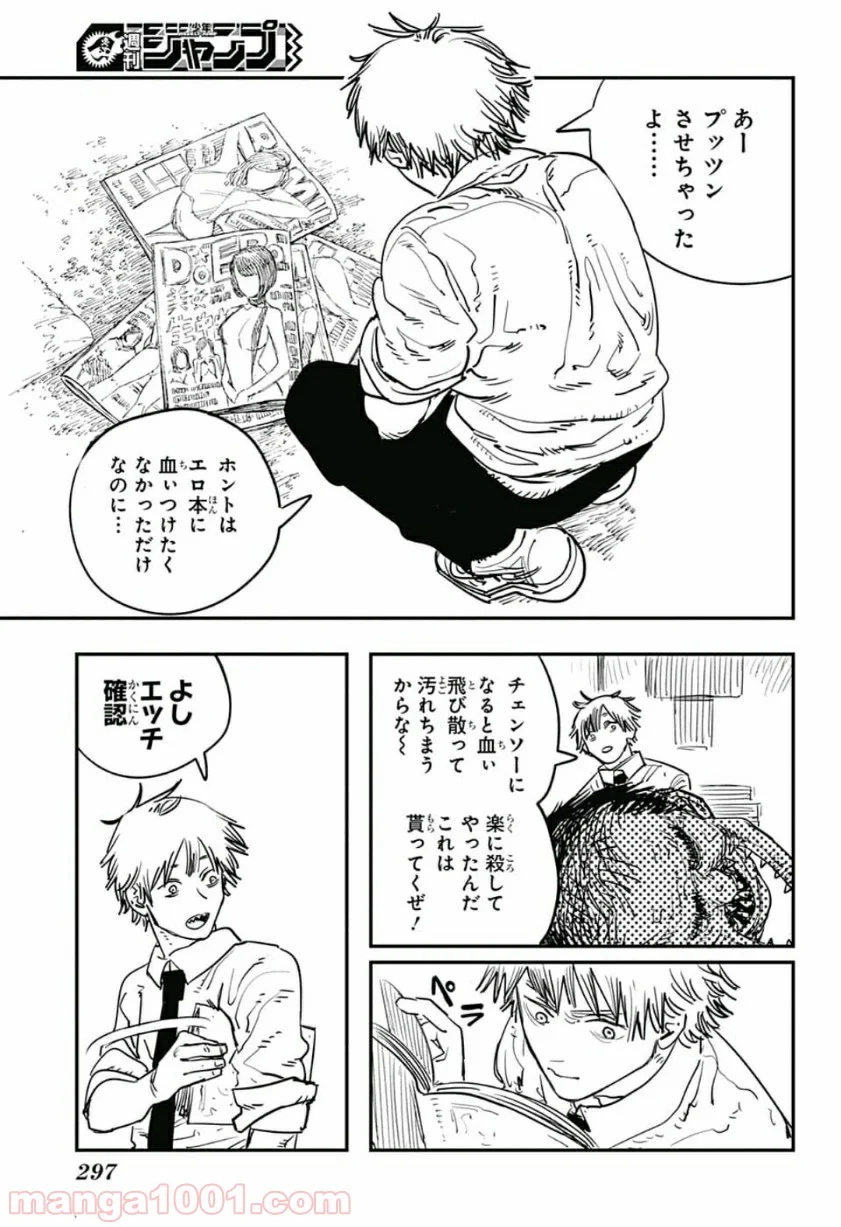 週刊
少年
ジャンプ
あー
プッツン
させちゃった
よ……
D.ER
ホントは
エロ本に
血ぃつけたく
なかっただけ
なのに…
チェンソーに
なると血ぃ
飛び散って
汚れちまう
からな〜
楽に殺して
やったんだ
これは
貰ってくぜ!
ペラ
よし
エッチ
確認
297
manga1001.com